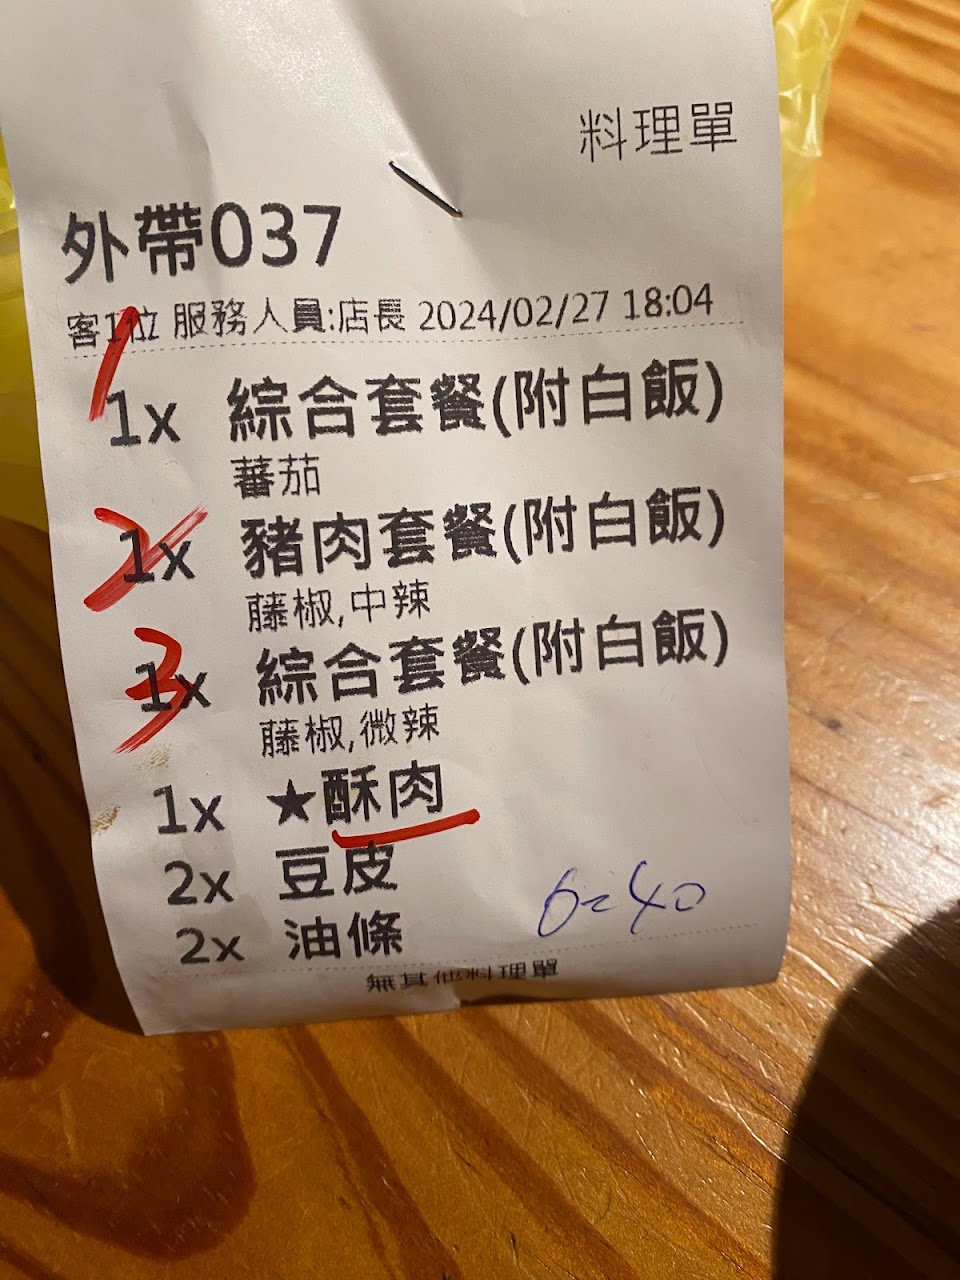 料理單
外帶037
客1位 服務人員:店長 2024/02/27 18:04
1
1x 綜合套餐(附白飯)
蕃茄
2
1x 豬肉套餐(附白飯)
藤椒,中辣
3
1x 綜合套餐(附白飯)
藤椒,微辣
1x ★酥肉
2x 豆皮
2x 油條
6=40
無其他料理單